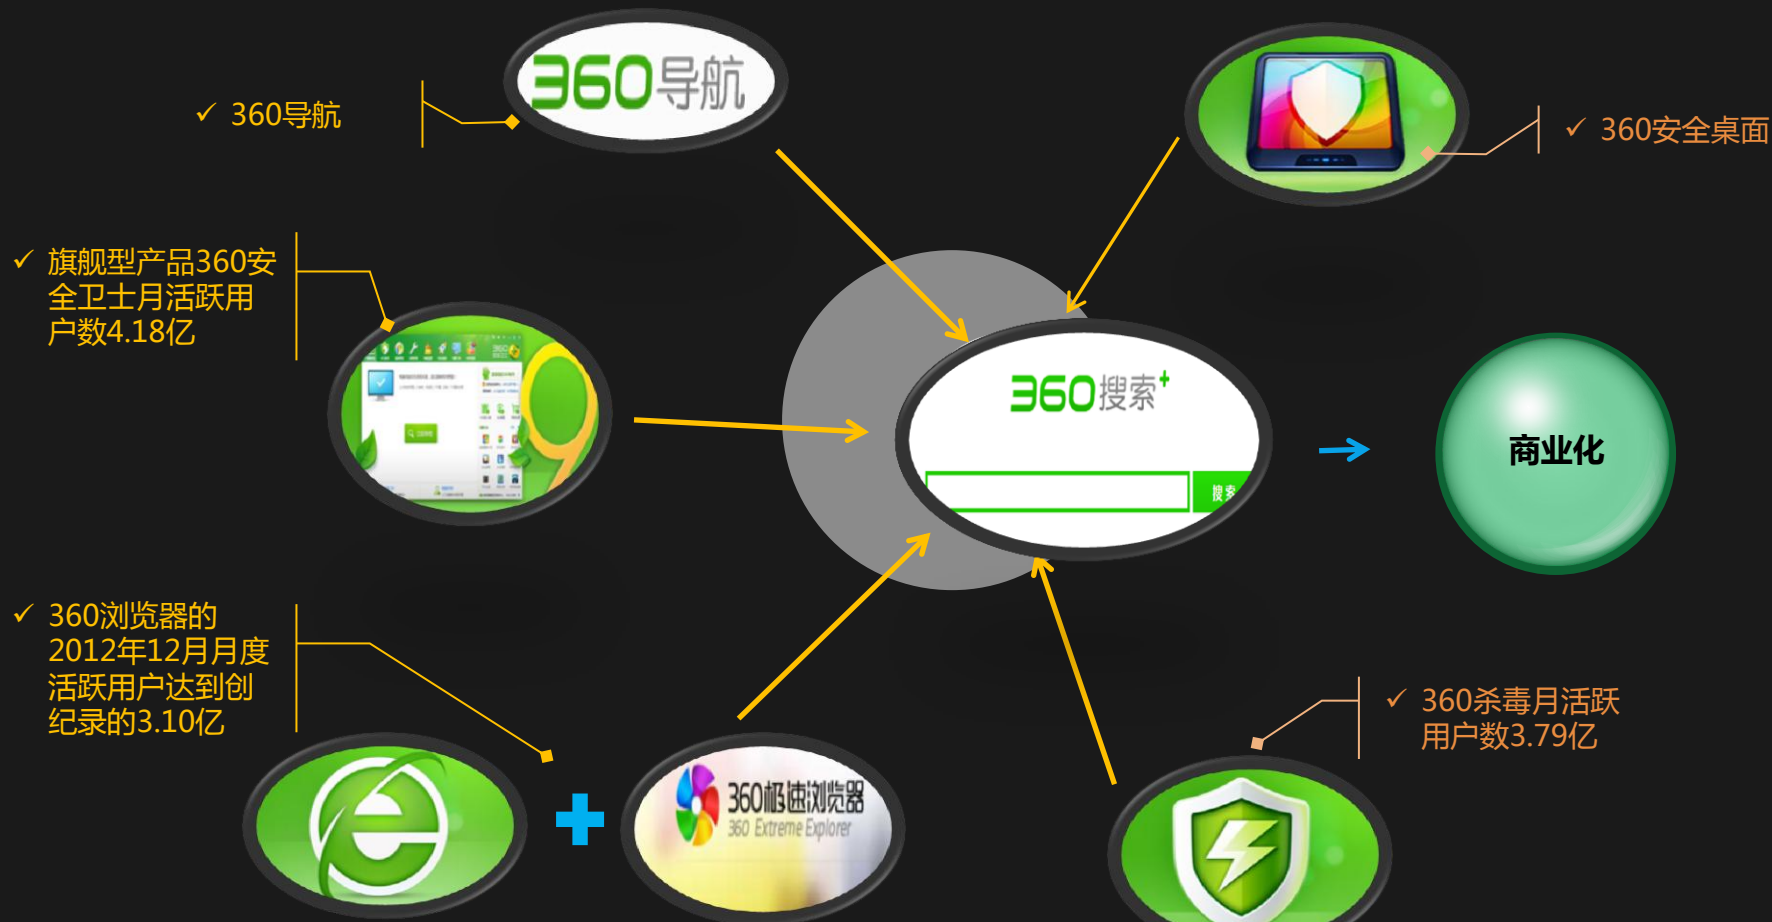 360导航
✓ 360导航
✓ 360安全桌面
✓ 旗舰型产品360安
全卫士月活跃用
户数4.18亿
360搜索+
搜索
商业化
✓ 360浏览器的
2012年12月月度
活跃用户达到创
纪录的3.10亿
✓ 360杀毒月活跃
用户数3.79亿
360极速浏览器
360 Extreme Explorer